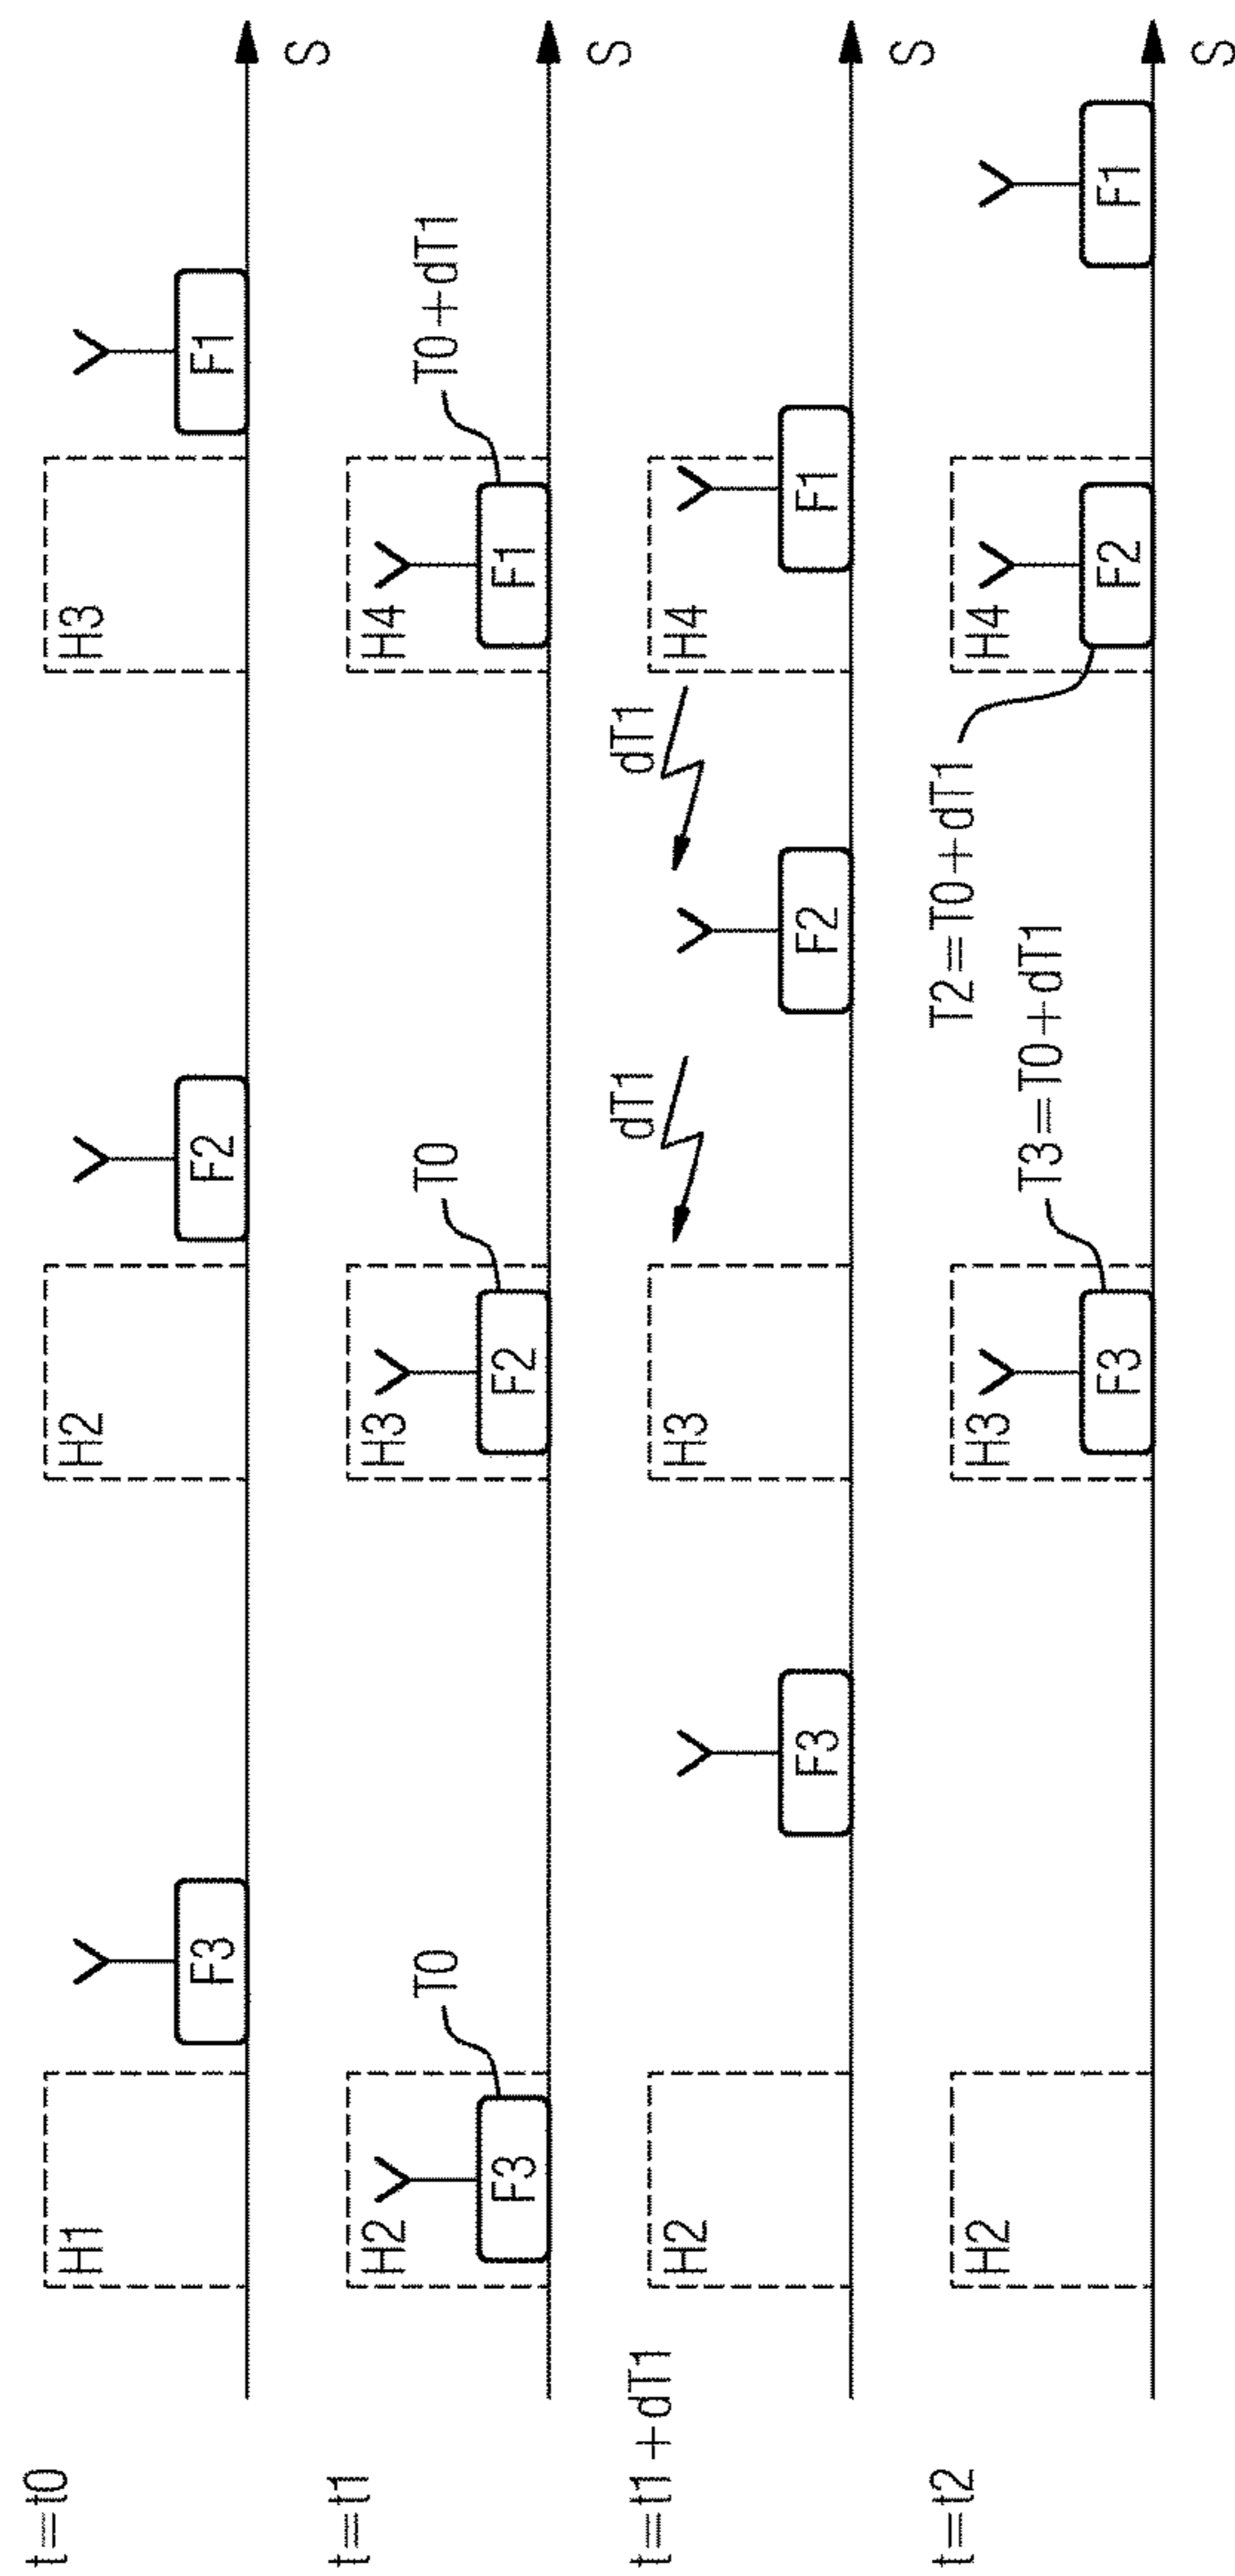 t=t0
H1
F3
H2
F2
H3
F1
S
t=t1
H2
F3
T0
H3
F2
T0
H4
F1
T0+dT1
S
t=t1+dT1
H2
F3
H3
dT1
F2
dT1
H4
F1
S
t=t2
H2
H3
F3
T3=T0+dT1
T2=T0+dT1
H4
F2
F1
S